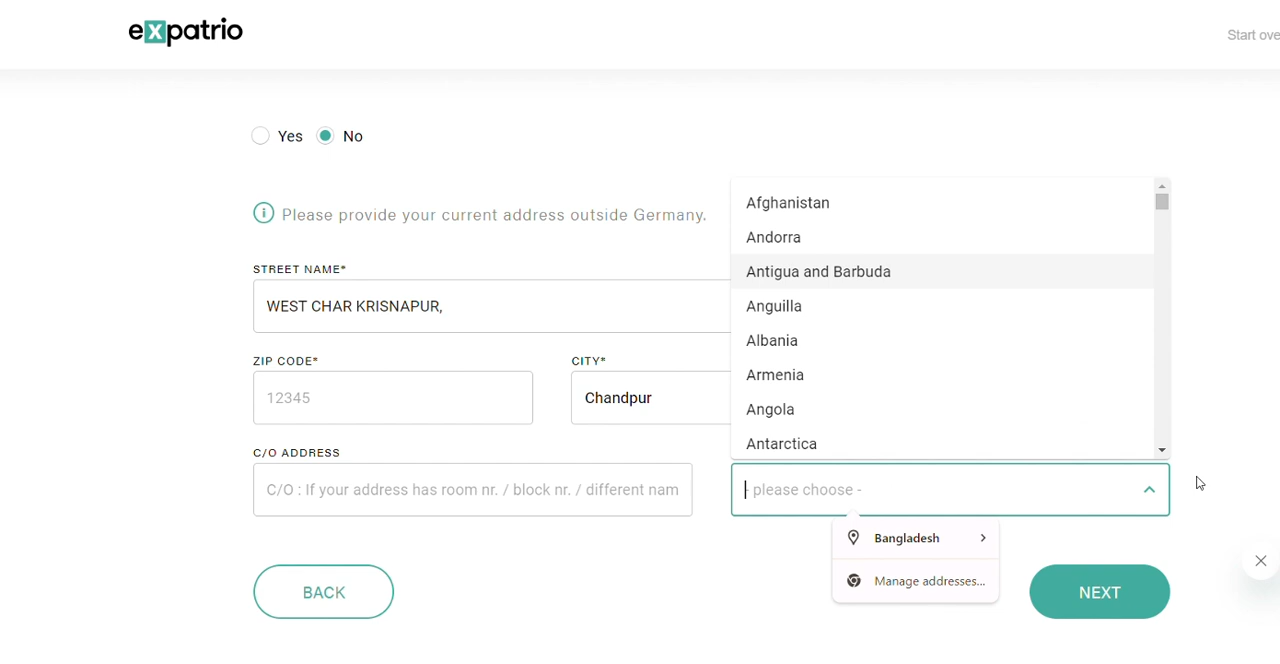 expatrio
Start ove
Yes No
Please provide your current address outside Germany.
STREET NAME*
WEST CHAR KRISNAPUR,
ZIP CODE* CITY*
12345 Chandpur
C/O ADDRESS
C/O : If your address has room nr. / block nr. / different nam
Afghanistan
Andorra
Antigua and Barbuda
Anguilla
Albania
Armenia
Angola
Antarctica
- please choose -
Bangladesh
Manage addresses...
BACK NEXT